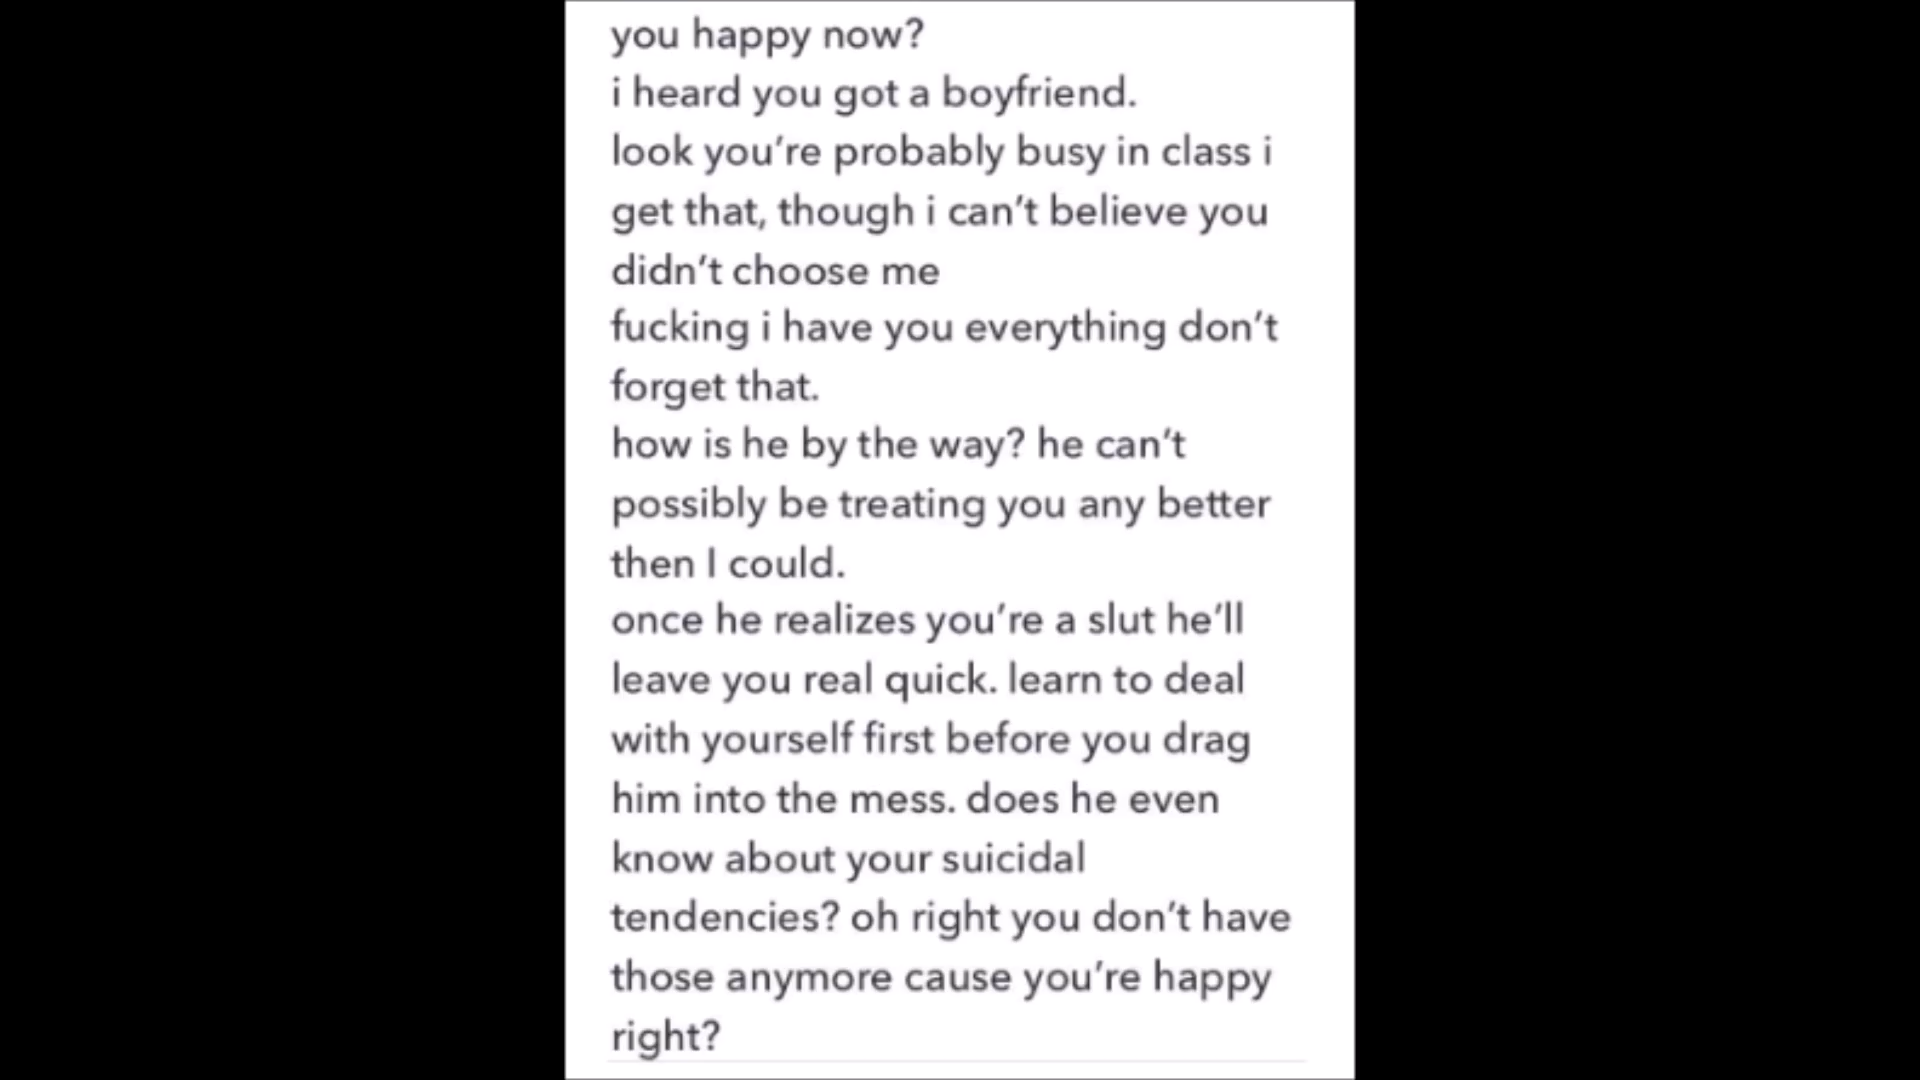 you happy now?
i heard you got a boyfriend.
look you're probably busy in class i
get that, though i can't believe you
didn't choose me
fucking i have you everything don't
forget that.
how is he by the way? he can't
possibly be treating you any better
then I could.
once he realizes you're a slut he'll
leave you real quick. learn to deal
with yourself first before you drag
him into the mess. does he even
know about your suicidal
tendencies? oh right you don't have
those anymore cause you're happy
right?